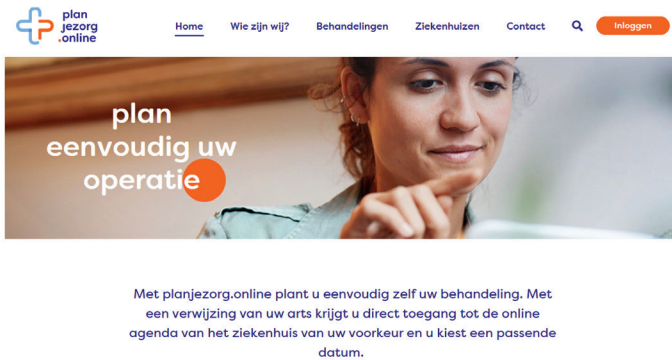 plan
jezorg
.online
Home Wie zijn wij? Behandelingen Ziekenhuizen Contact Inloggen
plan
eenvoudig uw
operatie
Met planjezorg.online plant u eenvoudig zelf uw behandeling. Met
een verwijzing van uw arts krijgt u direct toegang tot de online
agenda van het ziekenhuis van uw voorkeur en u kiest een passende
datum.